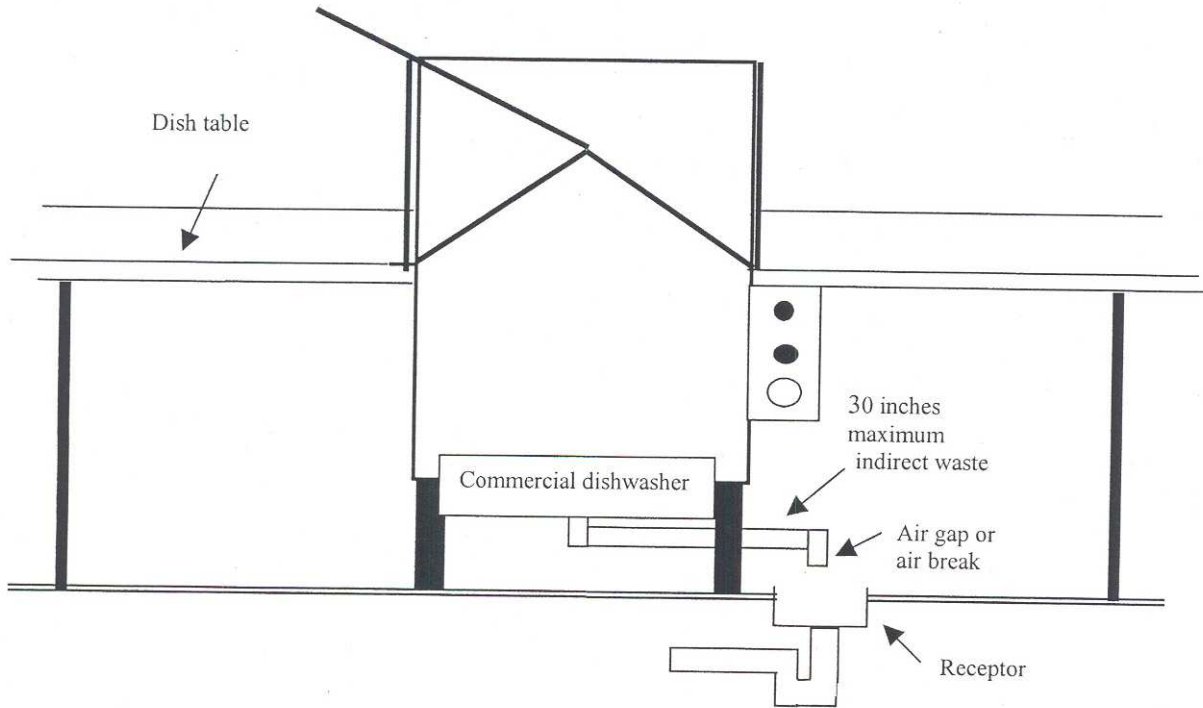 Dish table
30 inches
maximum
indirect waste
Commercial dishwasher
Air gap or
air break
Receptor